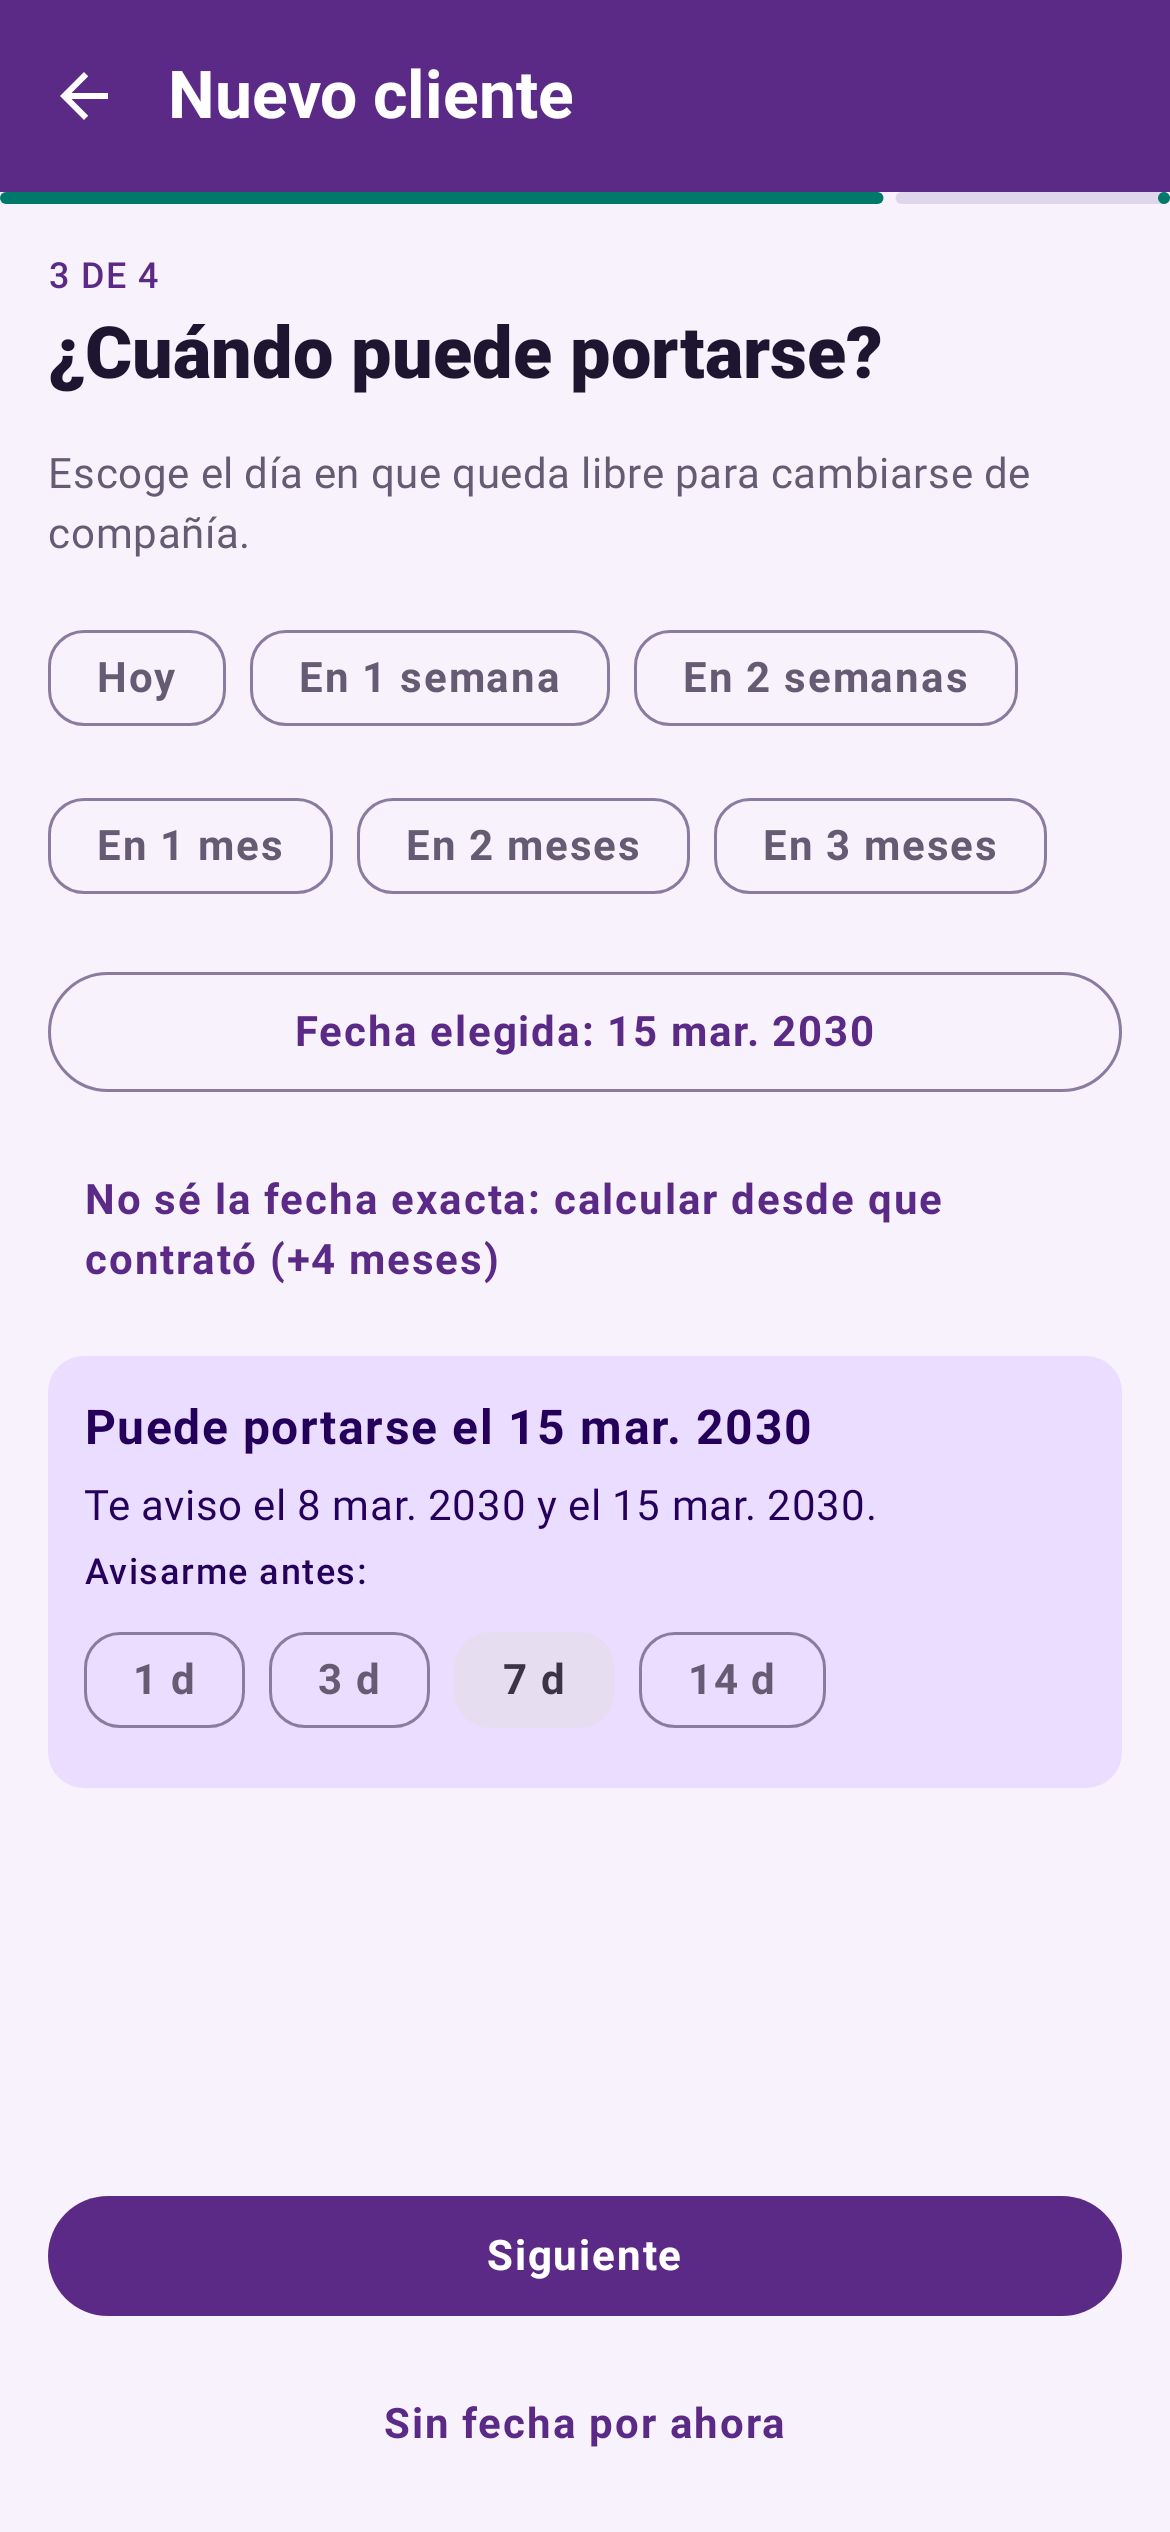 Nuevo cliente
3 DE 4
¿Cuándo puede portarse?
Escoge el día en que queda libre para cambiarse de
compañía.
Hoy
En 1 semana
En 2 semanas
En 1 mes
En 2 meses
En 3 meses
Fecha elegida: 15 mar. 2030
No sé la fecha exacta: calcular desde que
contrató (+4 meses)
Puede portarse el 15 mar. 2030
Te aviso el 8 mar. 2030 y el 15 mar. 2030.
Avisarme antes:
1 d
3 d
7 d
14 d
Siguiente
Sin fecha por ahora